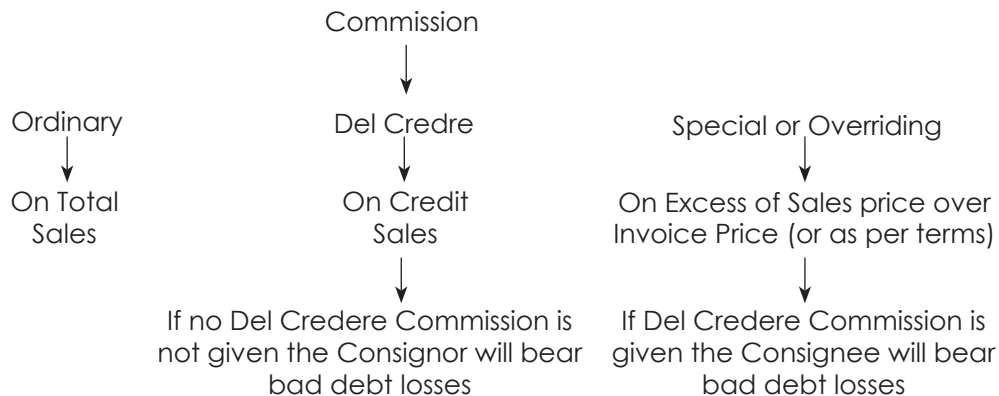 Commission
Ordinary
Del Credre
Special or Overriding
On Total
Sales
On Credit
Sales
On Excess of Sales price over
Invoice Price (or as per terms)
If no Del Credere Commission is
not given the Consignor will bear
bad debt losses
If Del Credere Commission is
given the Consignee will bear
bad debt losses